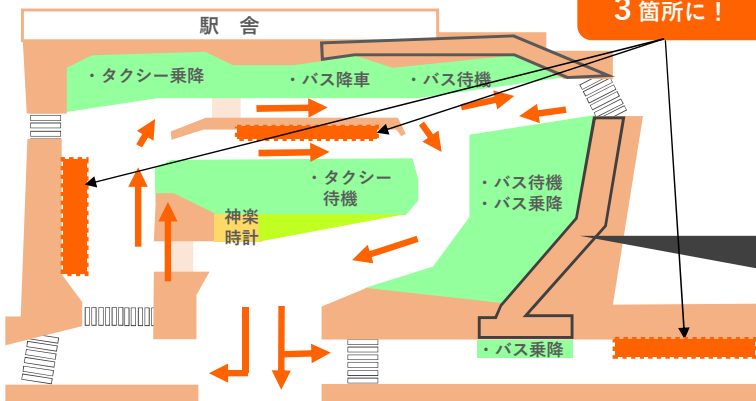 3箇所に！
駅 舎
・タクシー乗降
・バス降車
・バス待機
・タクシー
待機
・バス待機
・バス乗降
神楽
時計
・バス乗降